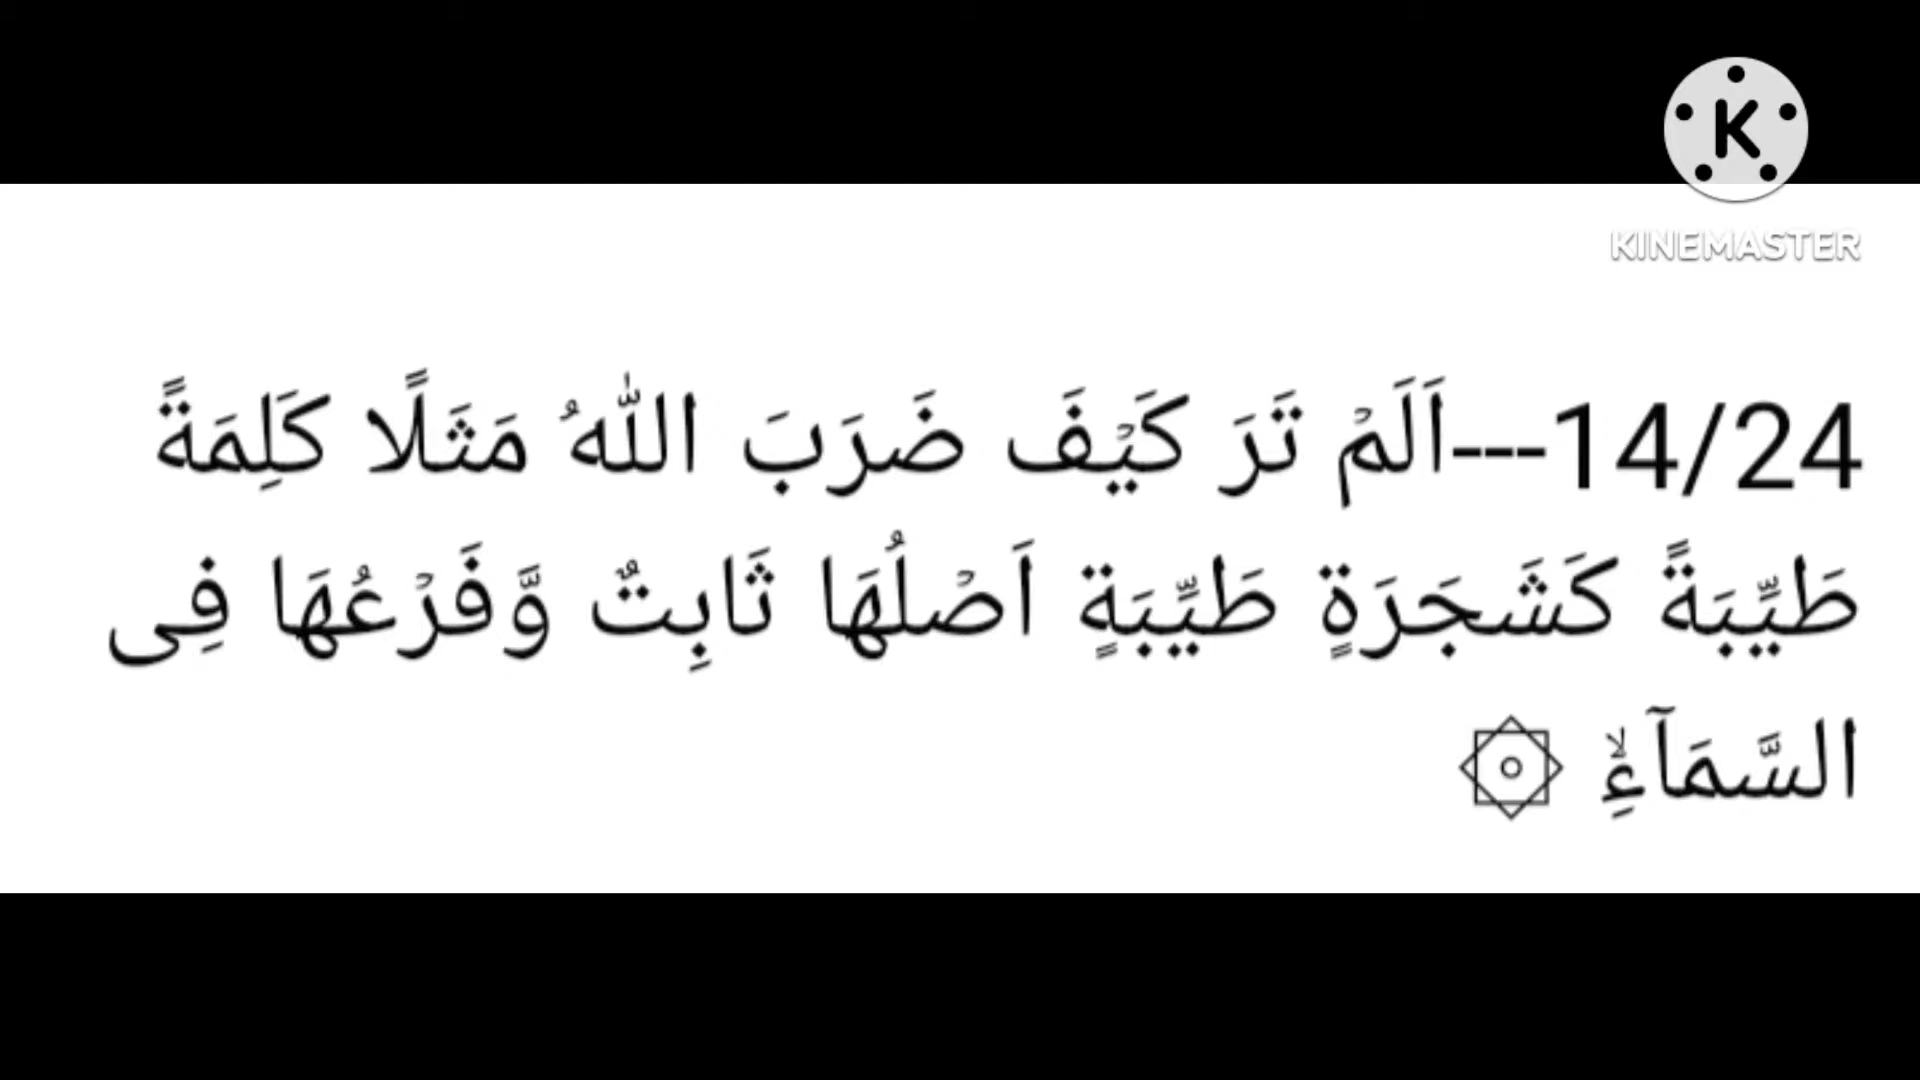 K
KINEMASTER
14/24---اَلَمۡ تَرَ كَيۡفَ ضَرَبَ اللّٰهُ مَثَلًا كَلِمَةً
طَيِّبَةً كَشَجَرَةٍ طَيِّبَةٍ اَصۡلُهَا ثَابِتٌ وَّفَرۡعُهَا فِى
السَّمَآءِۙ ۞